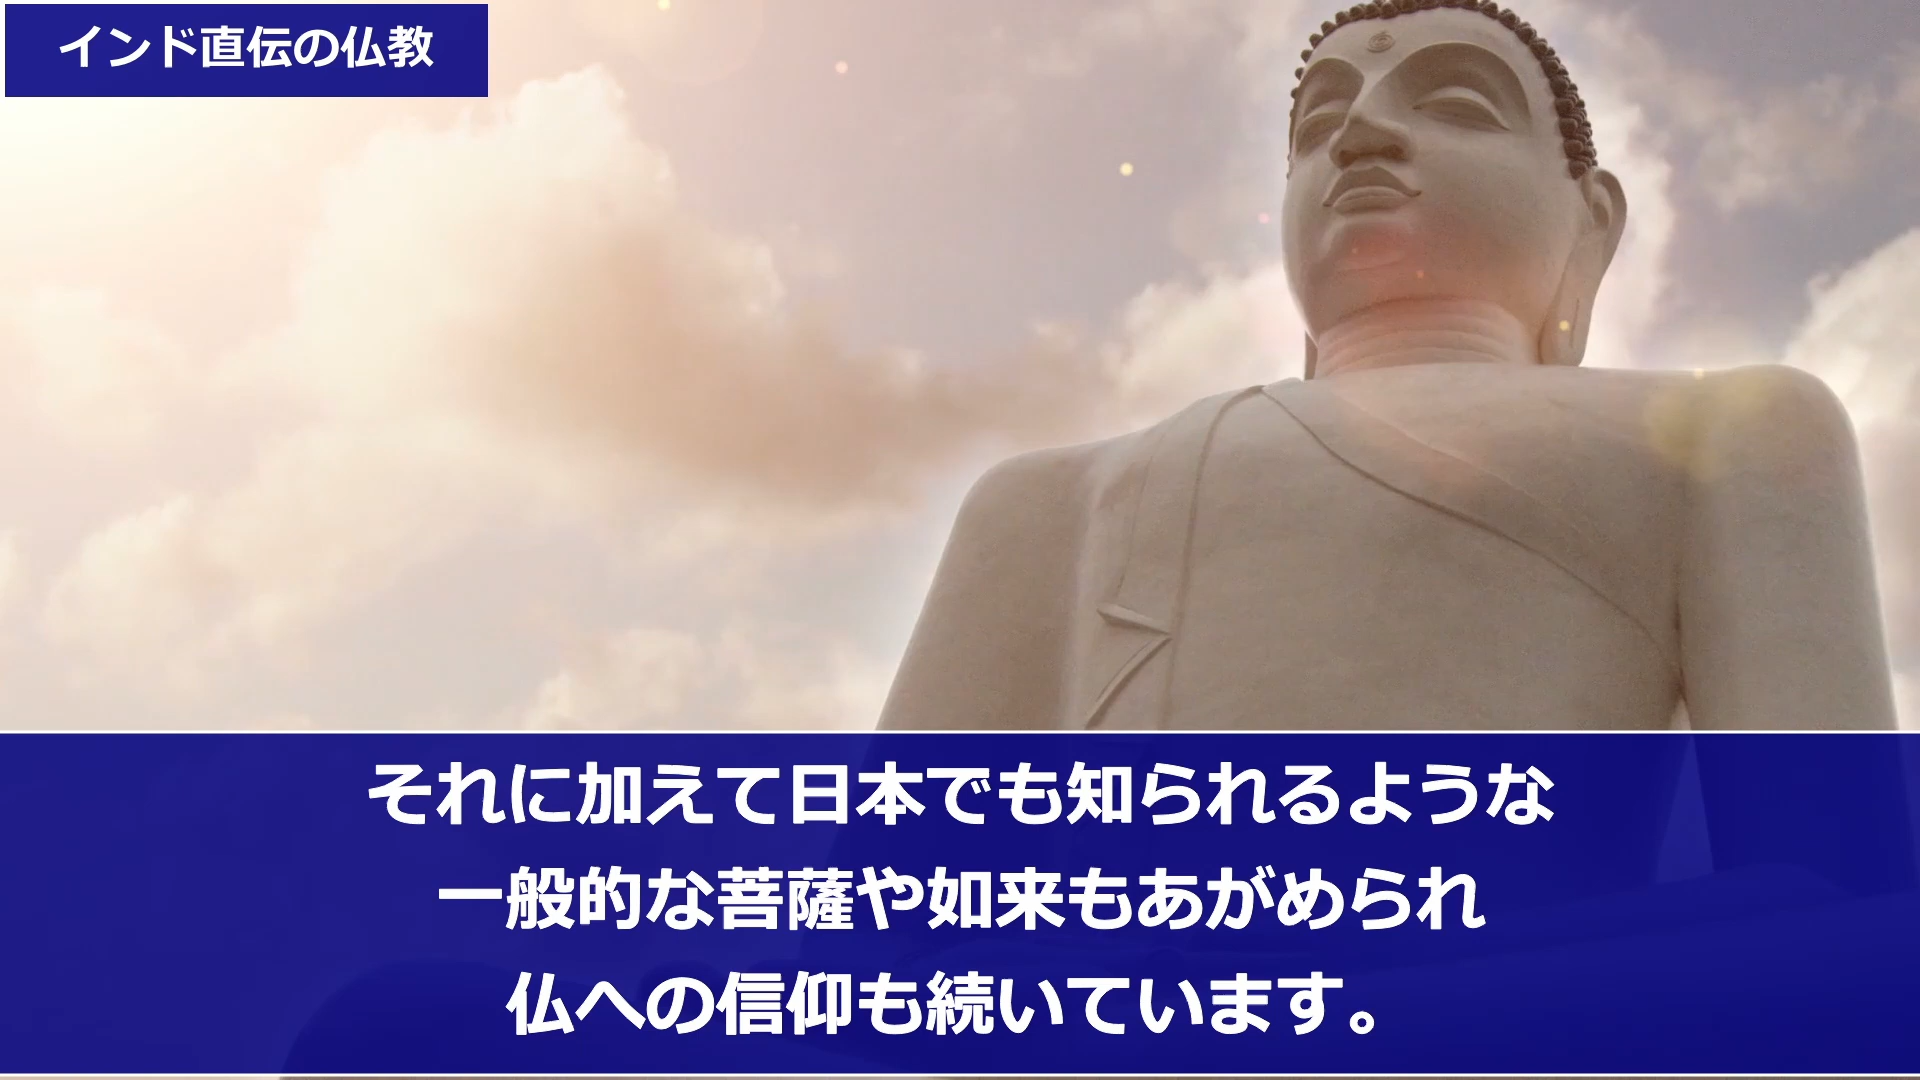 インド直伝の仏教
それに加えて日本でも知られるような
一般的な菩薩や如来もあがめられ
仏への信仰も続いています。